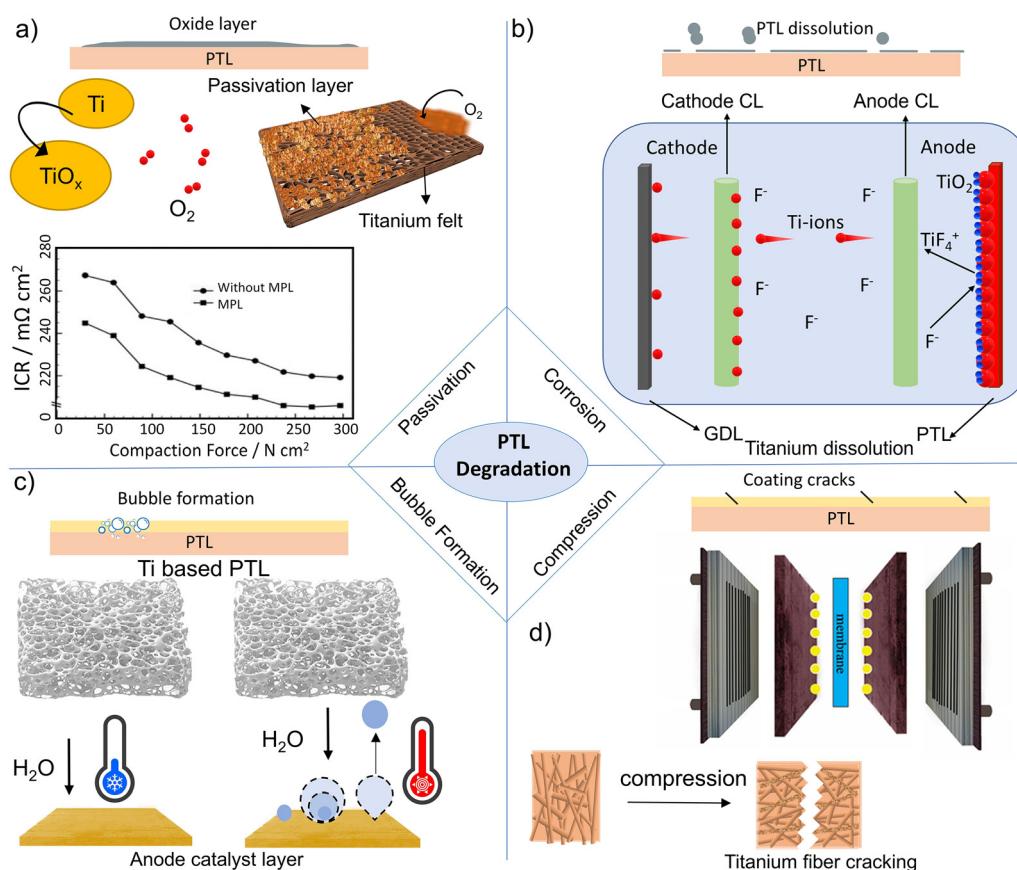 a)
Oxide layer
PTL
Passivation layer
Ti
TiOx
O2
O2
Titanium felt
ICR / mΩ cm2
280
260
240
220
0
Without MPL
MPL
0 50 100 150 200 250 300
Compaction Force / N cm2
b)
PTL dissolution
PTL
Cathode CL
Anode CL
Cathode
Anode
F-
F-
TiO2
Ti-ions
TiF4+
F-
F-
F-
F-
GDL
Titanium dissolution
PTL
Passivation
Corrosion
PTL
Degradation
Bubble Formation
Compression
c)
Bubble formation
PTL
Ti based PTL
H2O
H2O
Anode catalyst layer
Coating cracks
PTL
d)
membrane
compression
Titanium fiber cracking